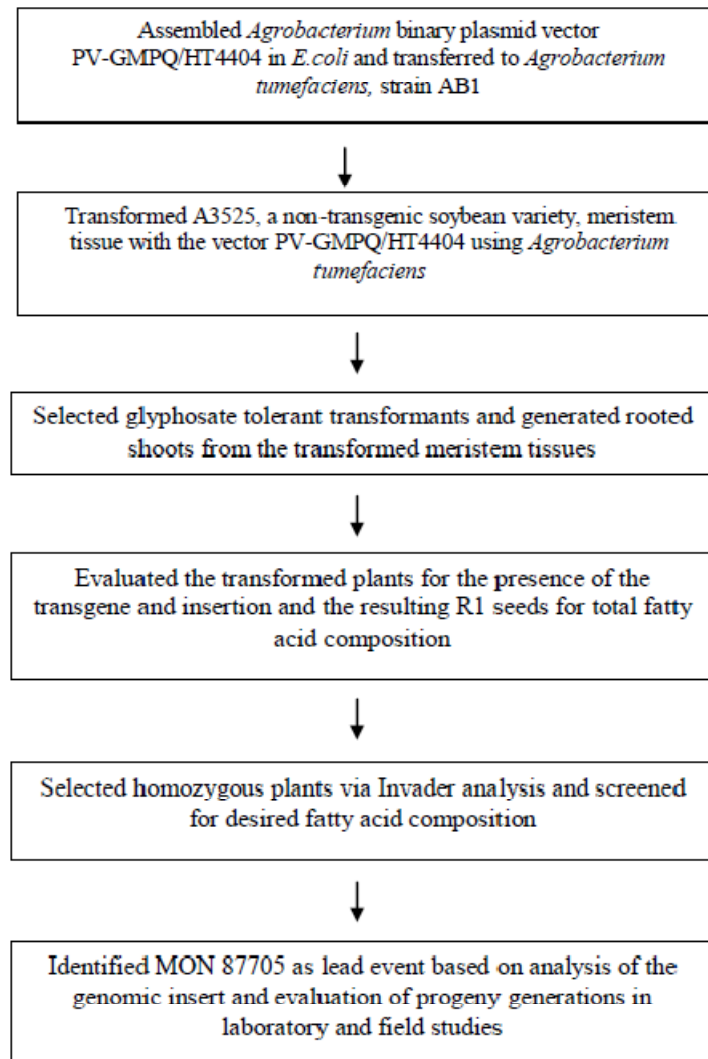 Assembled Agrobacterium binary plasmid vector
PV-GMPQ/HT4404 in E.coli and transferred to Agrobacterium
tumefaciens, strain AB1
Transformed A3525, a non-transgenic soybean variety, meristem
tissue with the vector PV-GMPQ/HT4404 using Agrobacterium
tumefaciens
Selected glyphosate tolerant transformants and generated rooted
shoots from the transformed meristem tissues
Evaluated the transformed plants for the presence of the
transgene and insertion and the resulting R1 seeds for total fatty
acid composition
Selected homozygous plants via Invader analysis and screened
for desired fatty acid composition
Identified MON 87705 as lead event based on analysis of the
genomic insert and evaluation of progeny generations in
laboratory and field studies